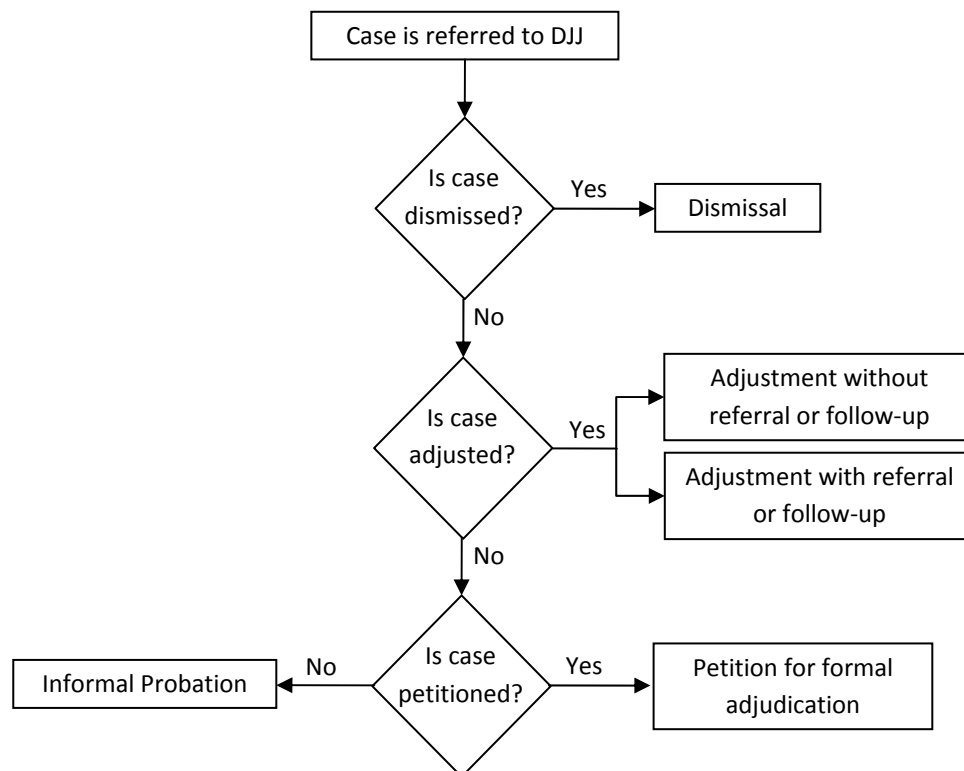 Case is referred to DJJ
Is case
dismissed?
Yes
Dismissal
No
Is case
adjusted?
Yes
Adjustment without
referral or follow-up
Adjustment with referral
or follow-up
No
Informal Probation
No
Is case
petitioned?
Yes
Petition for formal
adjudication